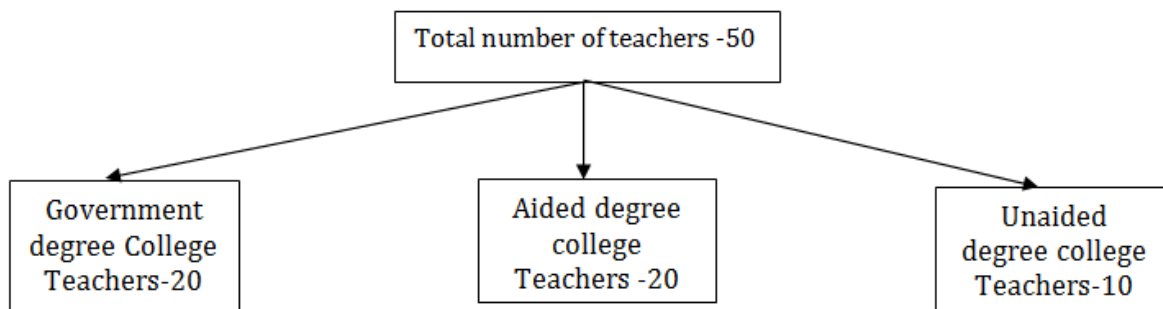 Total number of teachers -50
Government
degree College
Teachers-20
Aided degree
college
Teachers -20
Unaided
degree college
Teachers-10